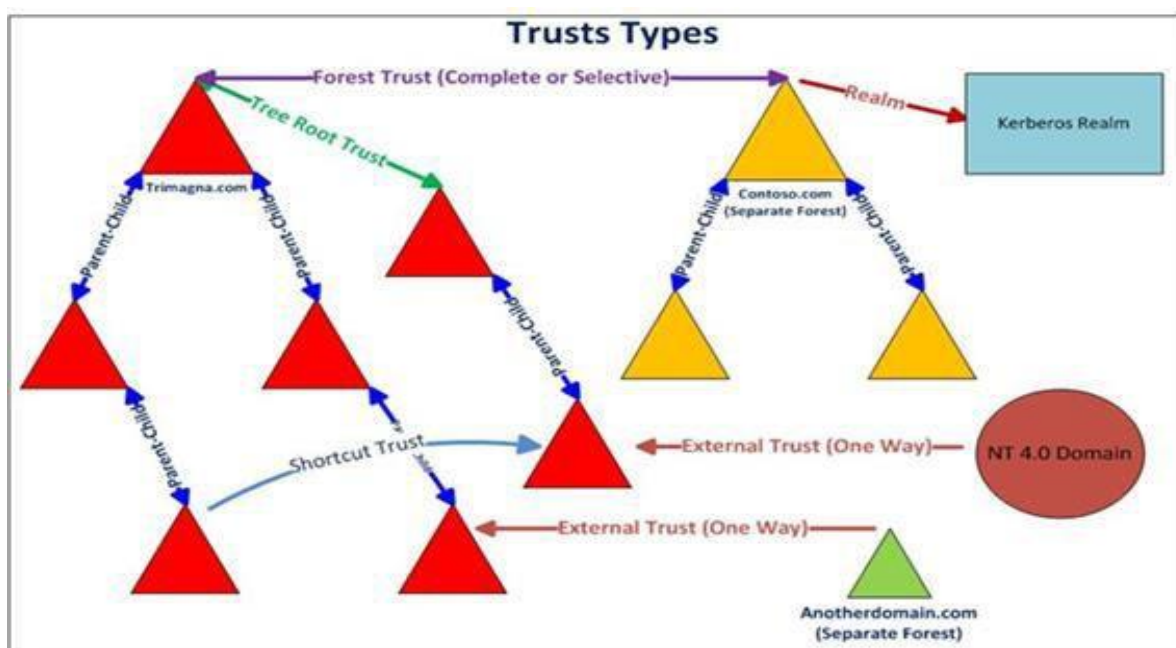 Trusts Types
Forest Trust (Complete or Selective)
Realm
Kerberos Realm
Tree Root Trust
Trimagna.com
Contoso.com
(Separate Forest)
Parent-Child
Parent-Child
Parent-Child
Parent-Child
Parent-Child
Parent-Child
Shortcut Trust
External Trust (One Way)
NT 4.0 Domain
External Trust (One Way)
Anotherdomain.com
(Separate Forest)